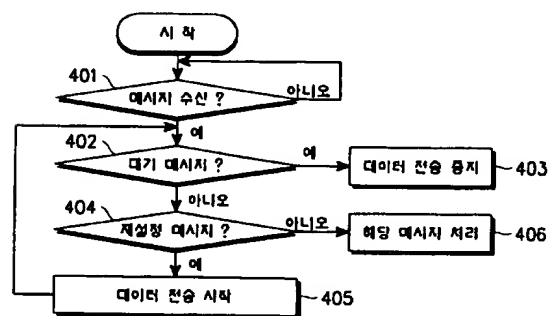 시 작
401
메시지 수신 ?
아니오
예
402
대기 메시지 ?
예
데이터 전송 중지
403
아니오
404
재설정 메시지 ?
아니오
해당 메시지 처리
406
예
데이터 전송 시작
405